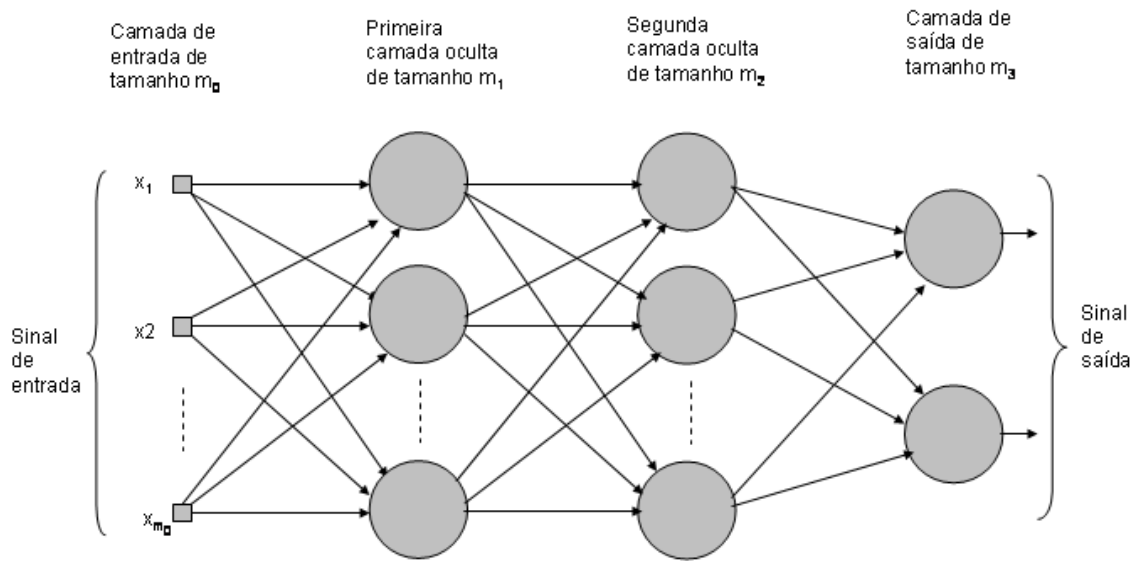 Camada de
entrada de
tamanho m₀
Primeira
camada oculta
de tamanho m₁
Segunda
camada oculta
de tamanho m₂
Camada de
saída de
tamanho m₃
Sinal
de
entrada
x₁
x2
xₘ₀
Sinal
de
saída